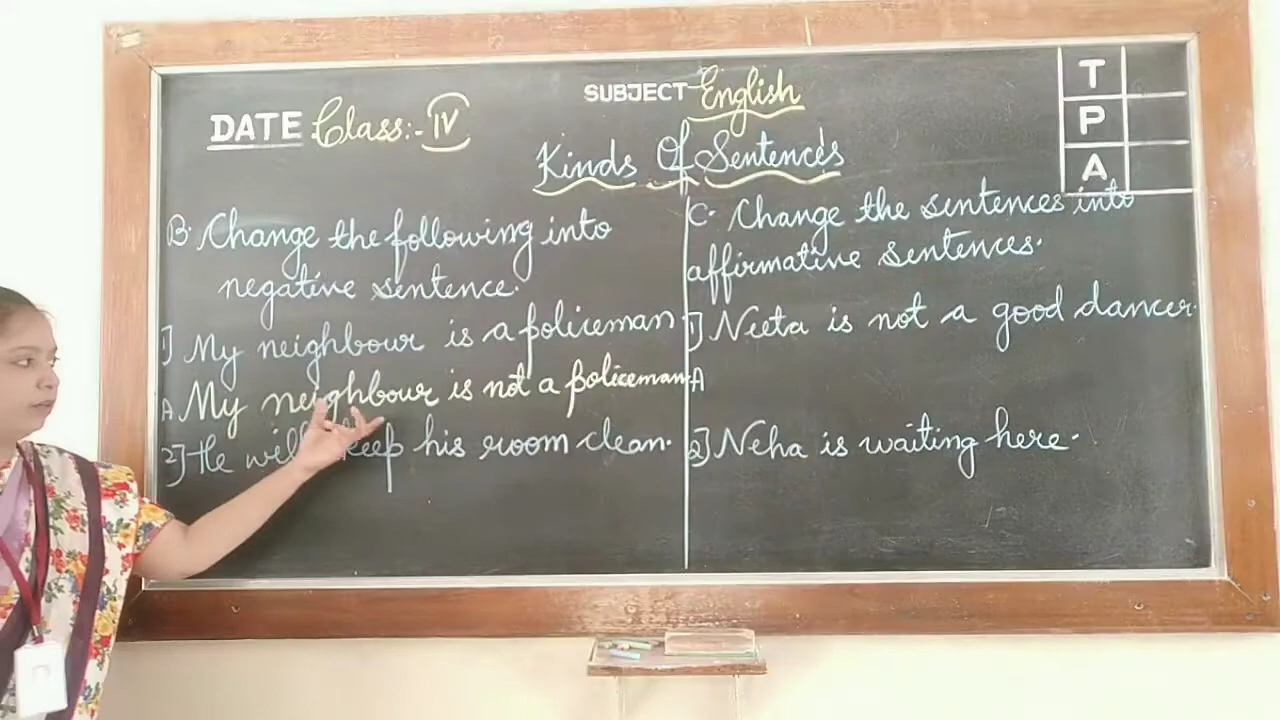 DATE Class:- IV
SUBJECT English
T
P
A
Kinds Of Sentences
B. Change the following into
negative sentence.
1] My neighbour is a policeman
A My neighbour is not a policeman.
2] He will keep his room clean.
C. Change the sentences into
affirmative sentences.
1] Neeta is not a good dancer.
A
2] Neha is waiting here.